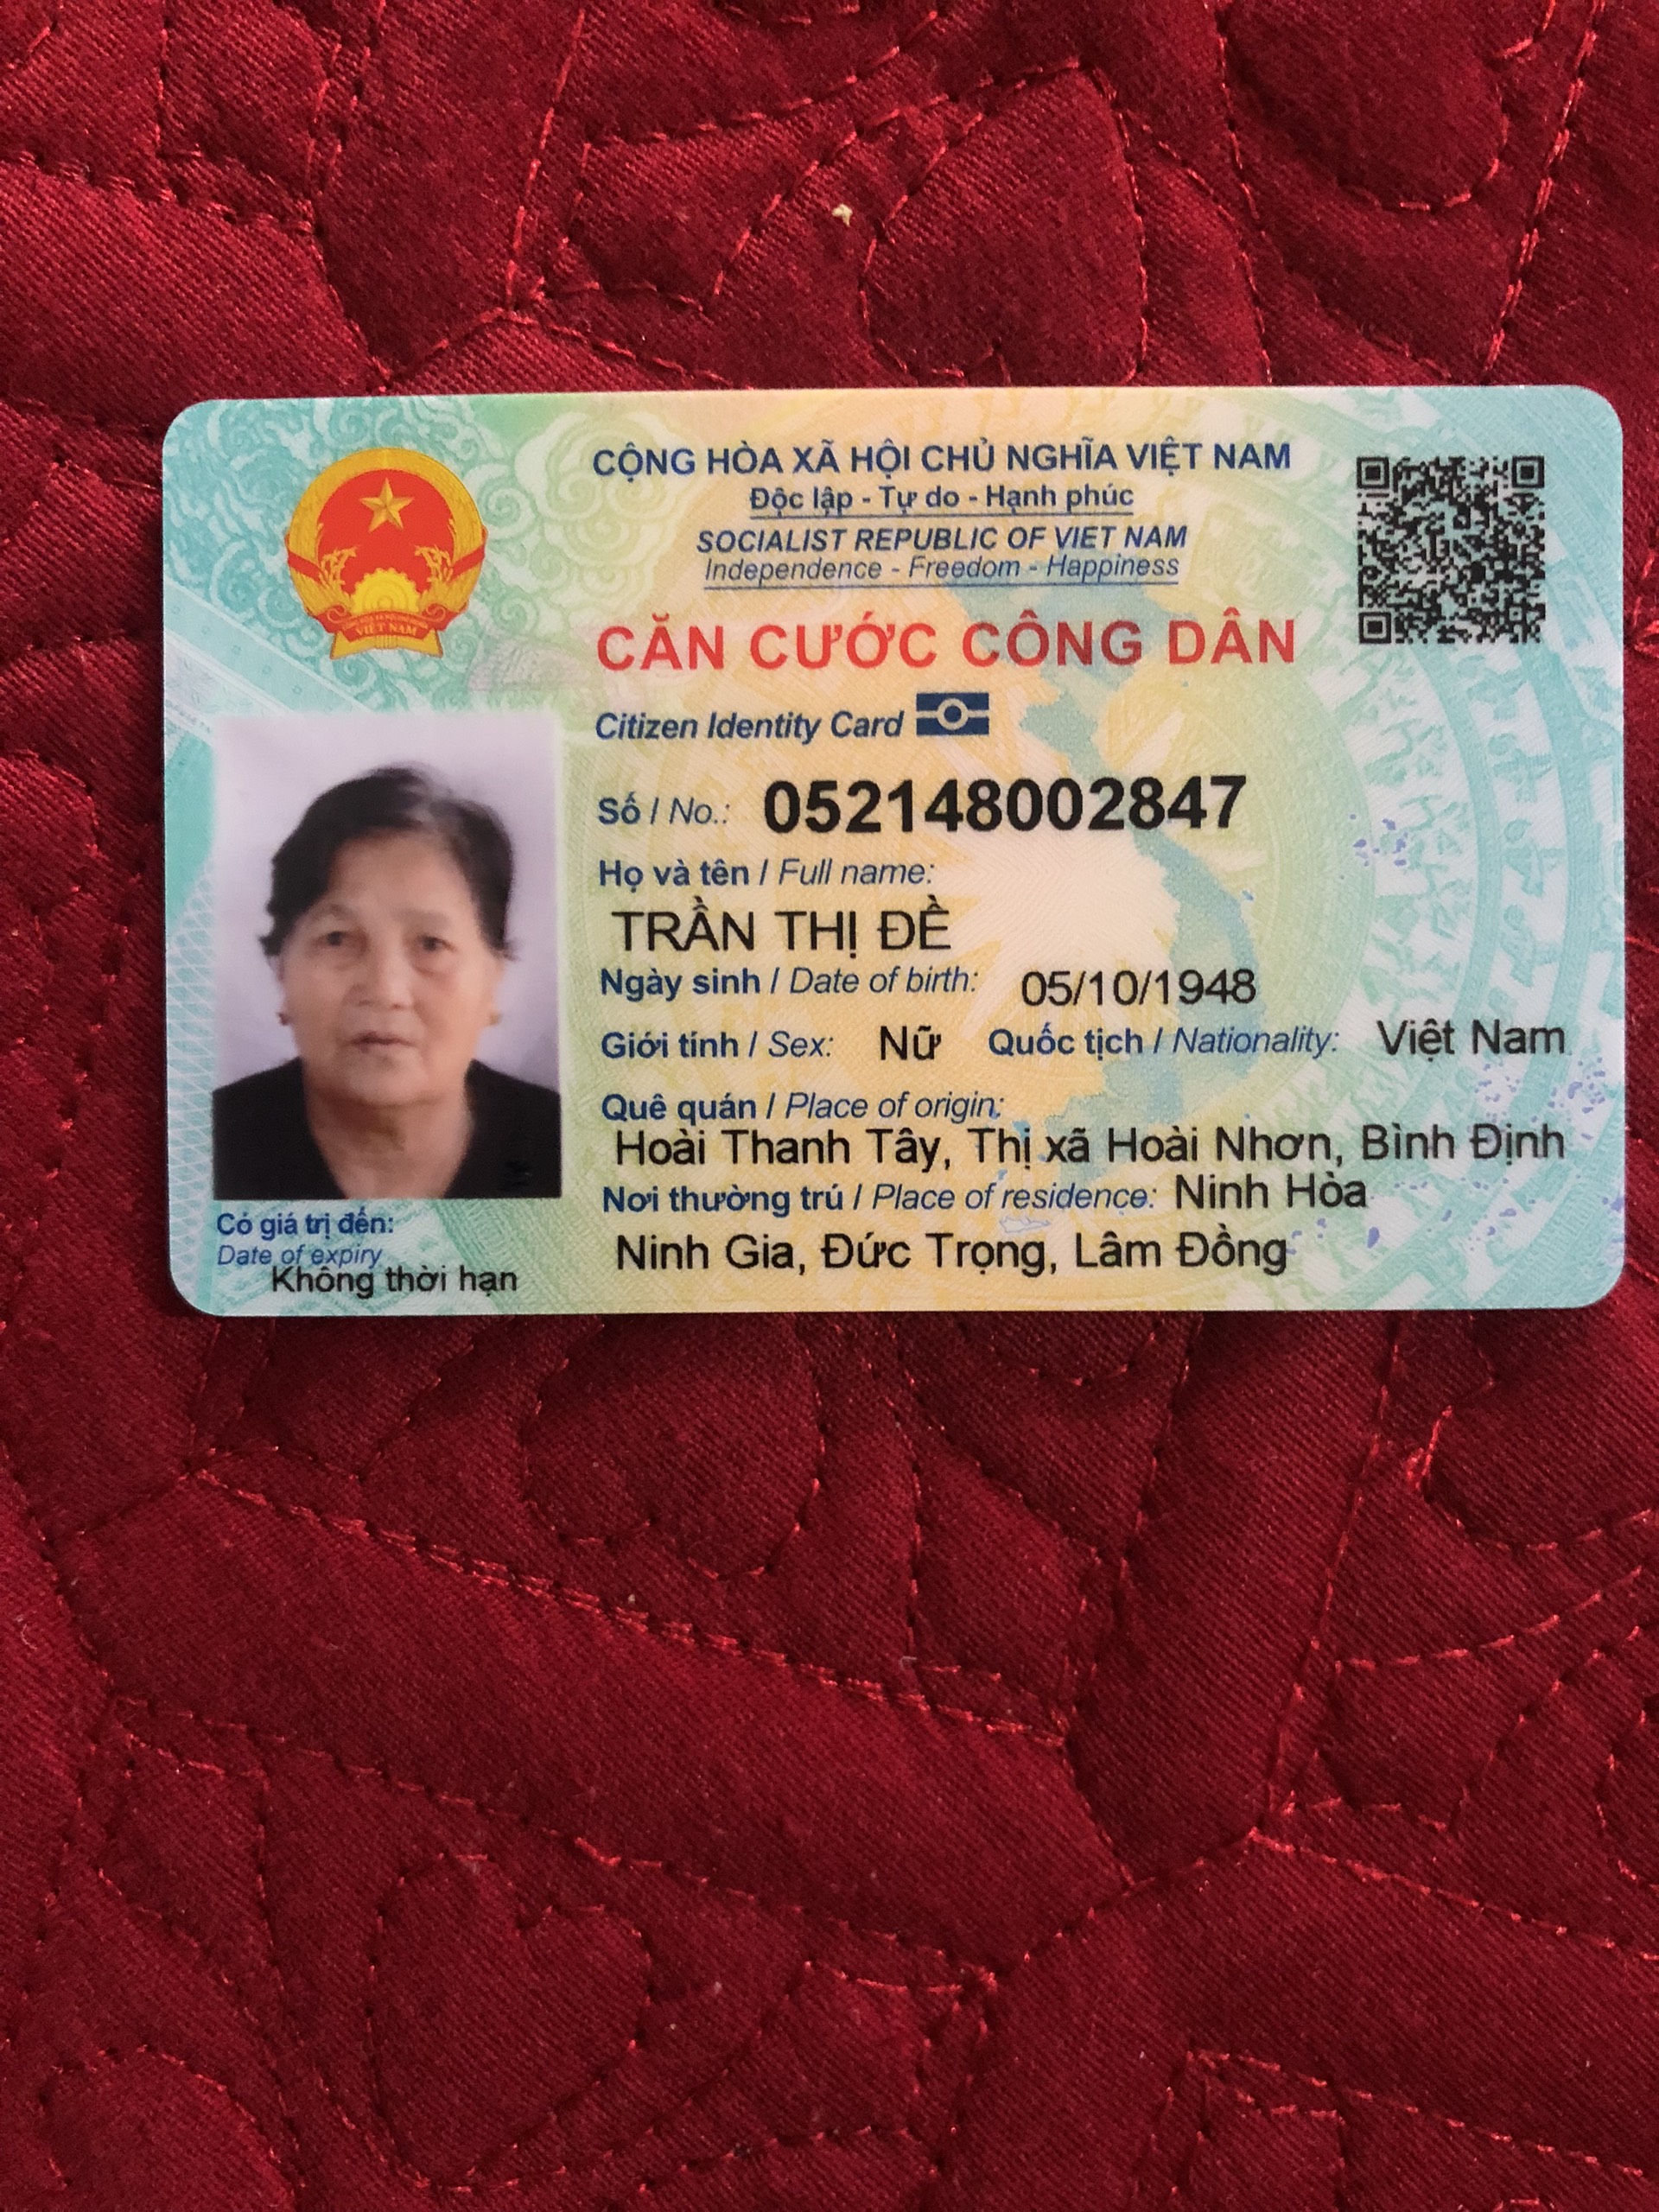 CỘNG HÒA XÃ HỘI CHỦ NGHĨA VIỆT NAM
Độc lập - Tự do - Hạnh phúc
SOCIALIST REPUBLIC OF VIET NAM
Independence - Freedom - Happiness
CĂN CƯỚC CÔNG DÂN
Citizen Identity Card
Số / No.: 052148002847
Họ và tên / Full name:
TRẦN THỊ ĐỀ
Ngày sinh / Date of birth: 05/10/1948
Giới tính / Sex: Nữ Quốc tịch / Nationality: Việt Nam
Quê quán / Place of origin:
Hoài Thanh Tây, Thị xã Hoài Nhơn, Bình Định
Nơi thường trú / Place of residence: Ninh Hòa
Ninh Gia, Đức Trọng, Lâm Đồng
Có giá trị đến:
Date of expiry
Không thời hạn
VIỆT NAM